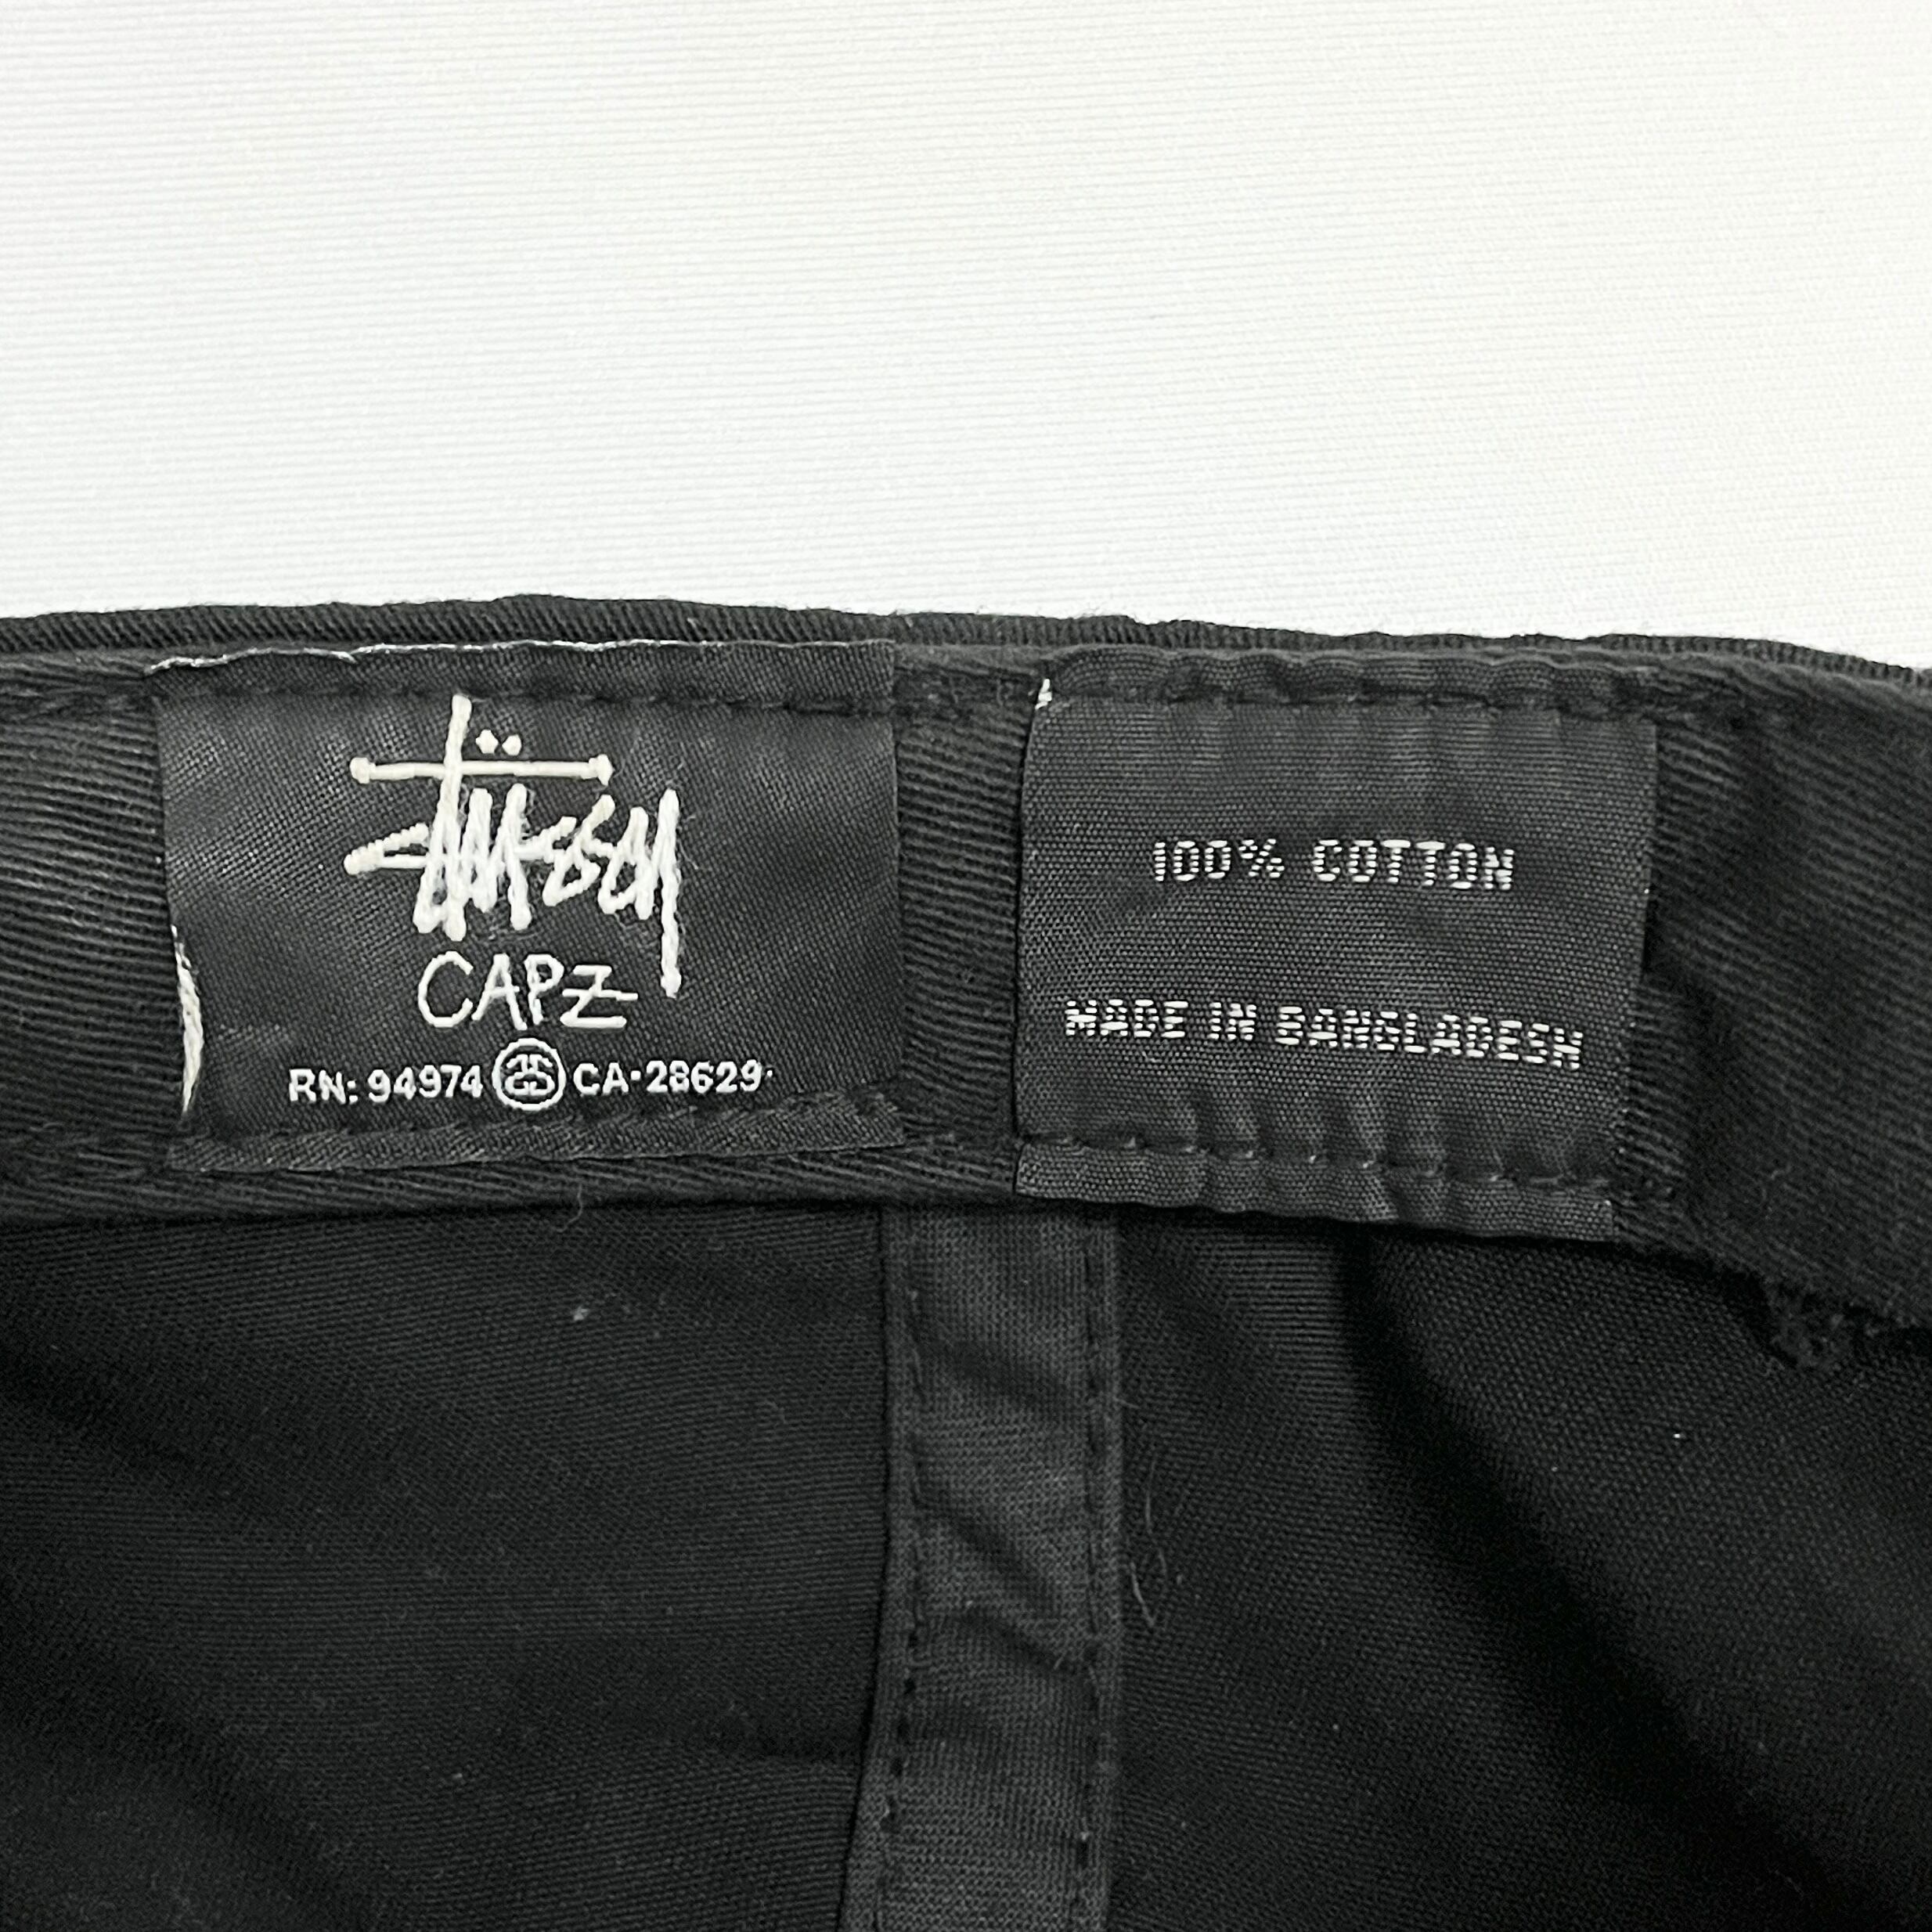 Stüssy
CAPZ
RN: 94974 CA·28629·
100% COTTON
MADE IN BANGLADESH